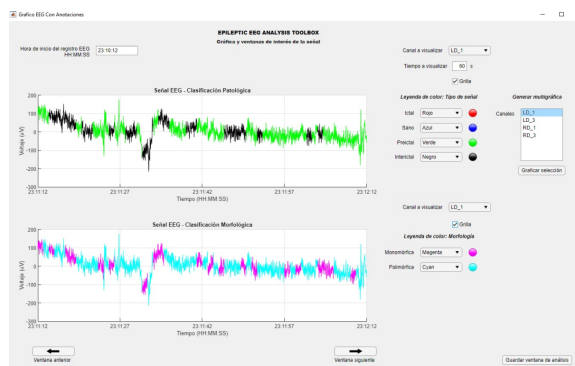 Grafico EEG Con Anotaciones
EPILEPTIC EEG ANALYSIS TOOLBOX
Gráfico y ventanas de interés de la señal
Hora de inicio del registro EEG
HH:MM:SS
23:10:12
Canal a visualizar LD_1
Tiempo a visualizar 60 s
Grilla
Señal EEG - Clasificación Patológica
Voltaje (uV)
200
100
0
-100
-200
-300
23:11:12 23:11:27 23:11:42 23:11:57 23:12:12
Tiempo (HH:MM:SS)
Leyenda de color: Tipo de señal
Ictal Rojo
Sano Azul
Preictal Verde
Interictal Negro
Generar multigráfica
Canales
LD_1
LD_3
RD_1
RD_3
Graficar selección
Canal a visualizar LD_1
Grilla
Señal EEG - Clasificación Morfológica
Voltaje (uV)
200
100
0
-100
-200
-300
23:11:12 23:11:27 23:11:42 23:11:57 23:12:12
Tiempo (HH:MM:SS)
Leyenda de color: Morfología
Monomórfica Magenta
Polimórfica Cyan
Ventana anterior
Ventana siguiente
Guardar ventana de análisis